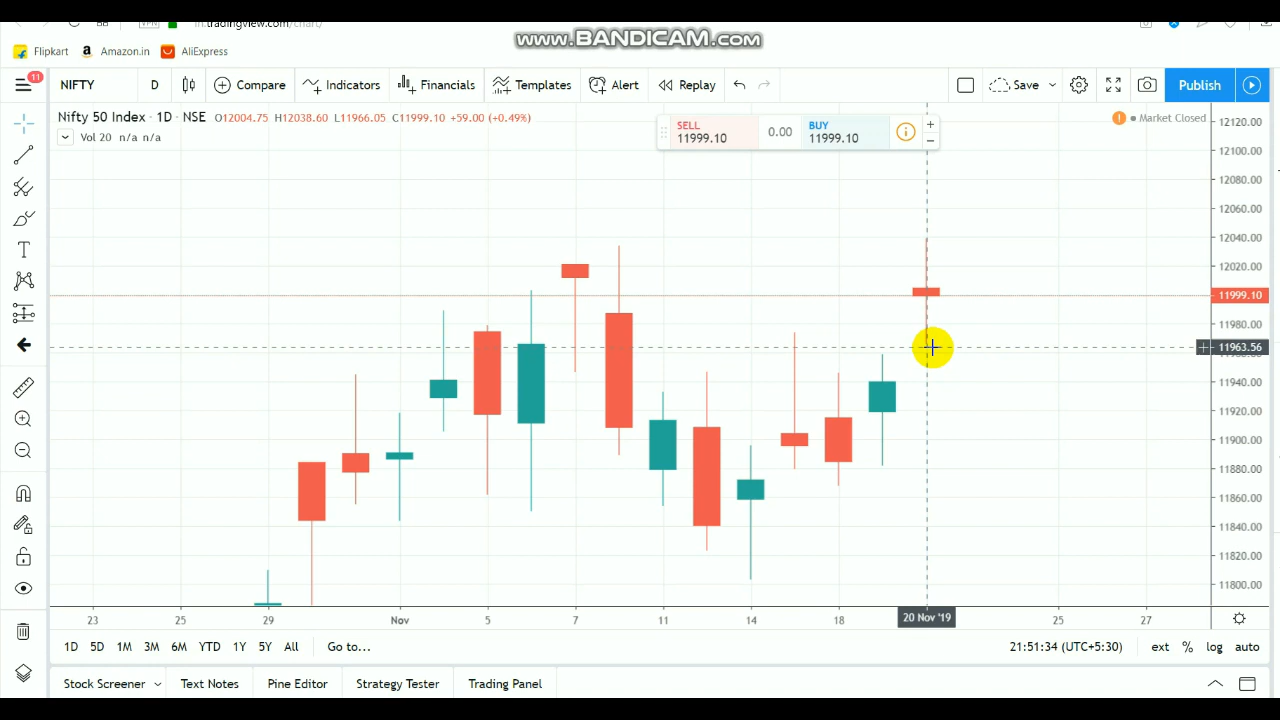 in.tradingview.com/chart/
www.BANDICAM.com
Flipkart Amazon.in AliExpress
11 NIFTY D Compare Indicators Financials Templates Alert Replay Save Publish
Nifty 50 Index · 1D · NSE O12004.75 H12038.60 L11966.05 C11999.10 +59.00 (+0.49%)
Vol 20 n/a n/a
SELL
11999.10
0.00
BUY
11999.10
Market Closed
12120.00
12100.00
12080.00
12060.00
12040.00
12020.00
11999.10
11980.00
11963.56
11940.00
11920.00
11900.00
11880.00
11860.00
11840.00
11820.00
11800.00
23 25 29 Nov 5 7 11 14 18 20 Nov '19 25 27
1D 5D 1M 3M 6M YTD 1Y 5Y All Go to... 21:51:34 (UTC+5:30) ext % log auto
Stock Screener Text Notes Pine Editor Strategy Tester Trading Panel